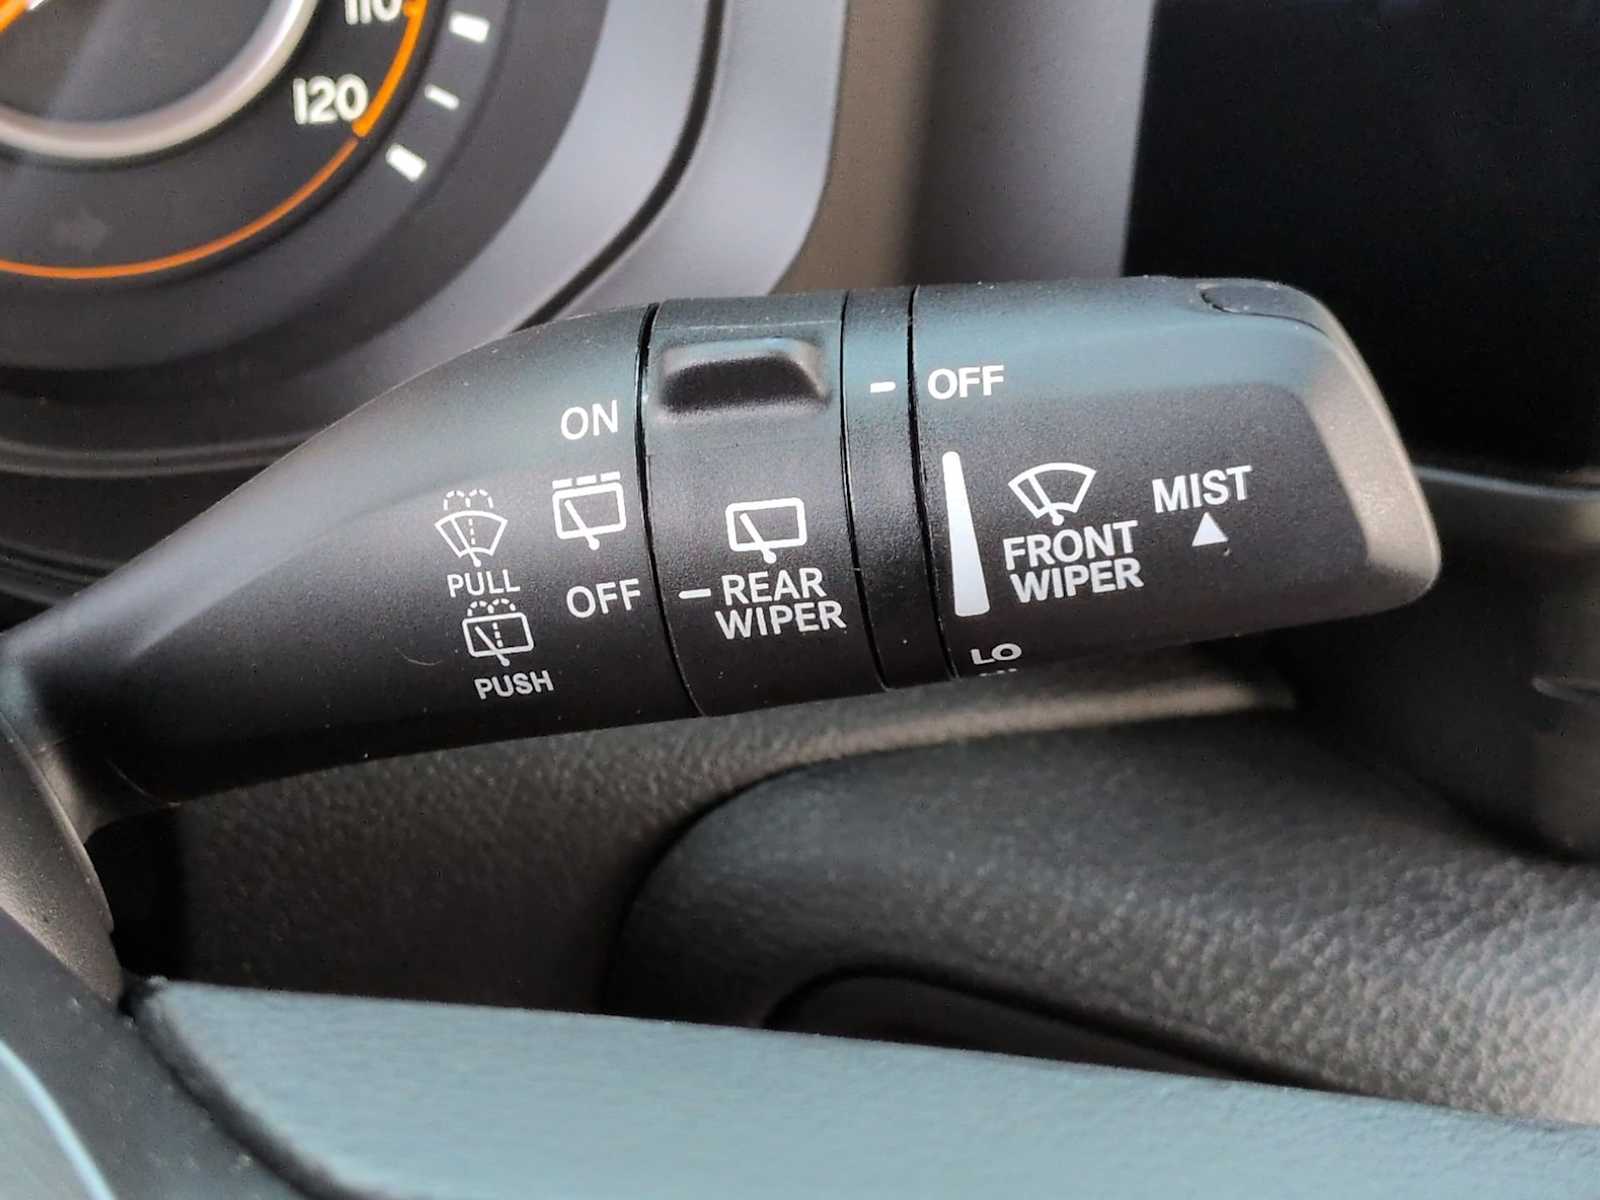 110
120
ON
OFF
PULL
PUSH
REAR
WIPER
OFF
FRONT
WIPER
MIST
LO